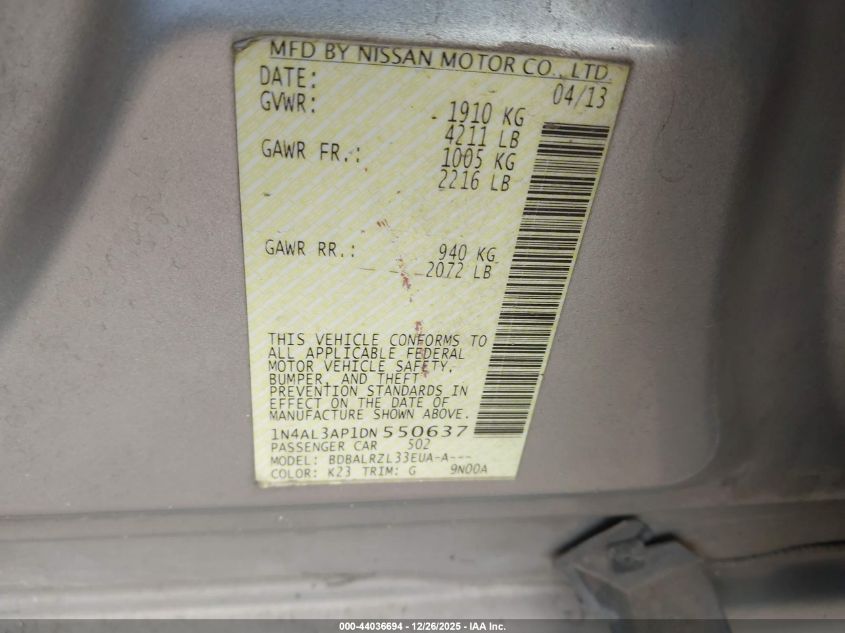 MFD BY NISSAN MOTOR CO., LTD.
DATE: 04/13
GVWR: 1910 KG
4211 LB
GAWR FR.: 1005 KG
2216 LB
GAWR RR.: 940 KG
2072 LB
THIS VEHICLE CONFORMS TO
ALL APPLICABLE FEDERAL
MOTOR VEHICLE SAFETY,
BUMPER, AND THEFT
PREVENTION STANDARDS IN
EFFECT ON THE DATE OF
MANUFACTURE SHOWN ABOVE.
1N4AL3AP1DN 550637
PASSENGER CAR 502
MODEL: BDBALRZL33EUA-A---
COLOR: K23 TRIM: G 9N00A
000-44036694 - 12/26/2025 - IAA Inc.